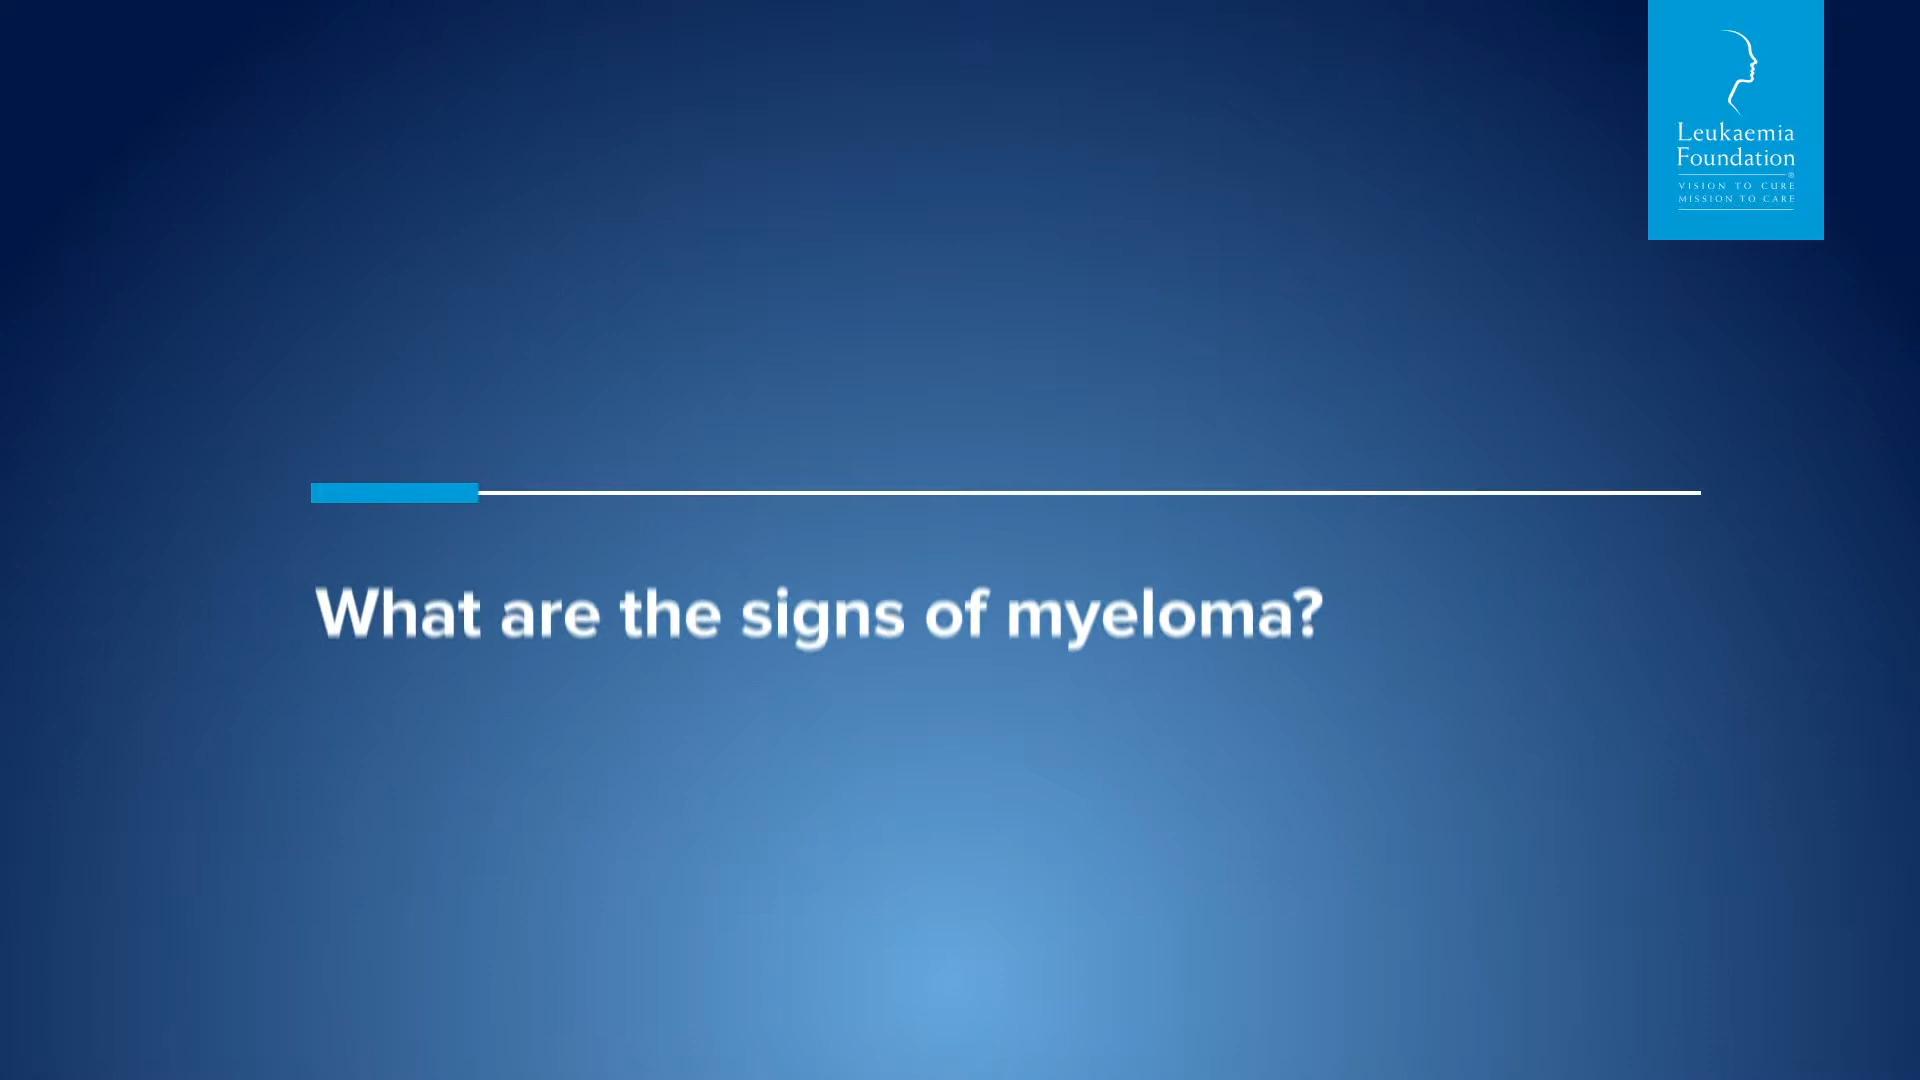 Leukaemia
Foundation
®
VISION TO CURE
MISSION TO CARE
What are the signs of myeloma?